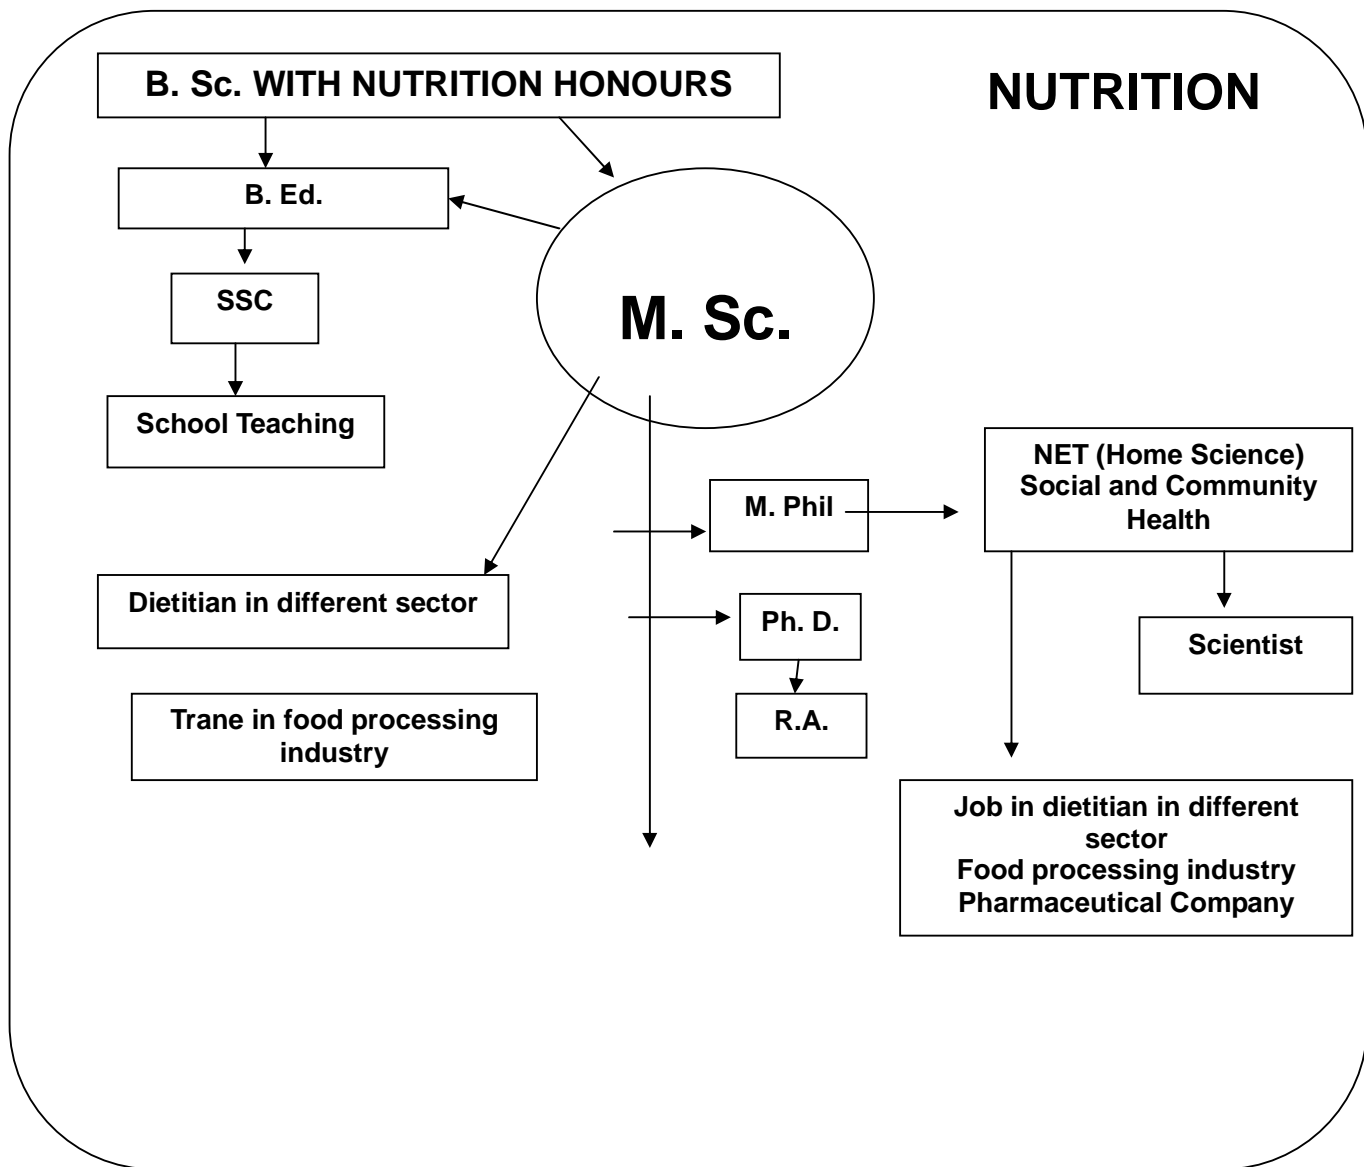 B. Sc. WITH NUTRITION HONOURS
NUTRITION
B. Ed.
M. Sc.
SSC
School Teaching
NET (Home Science)
Social and Community
Health
M. Phil
Dietitian in different sector
Ph. D.
Scientist
Trane in food processing
industry
R.A.
Job in dietitian in different
sector
Food processing industry
Pharmaceutical Company